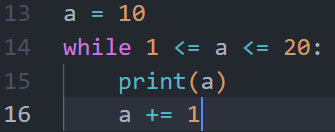 13 a = 10
14 while 1 <= a <= 20:
15     print(a)
16     a += 1